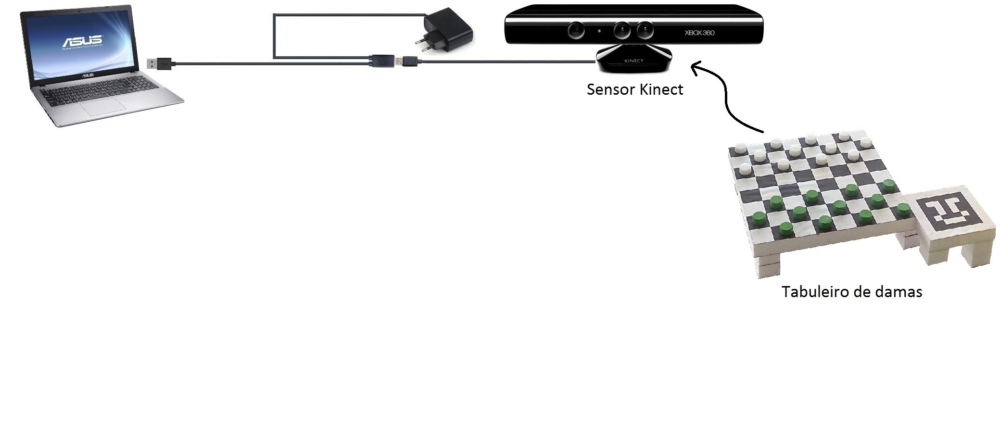 ASUS
ASUS
XBOX 360
KINECT
Sensor Kinect
Tabuleiro de damas